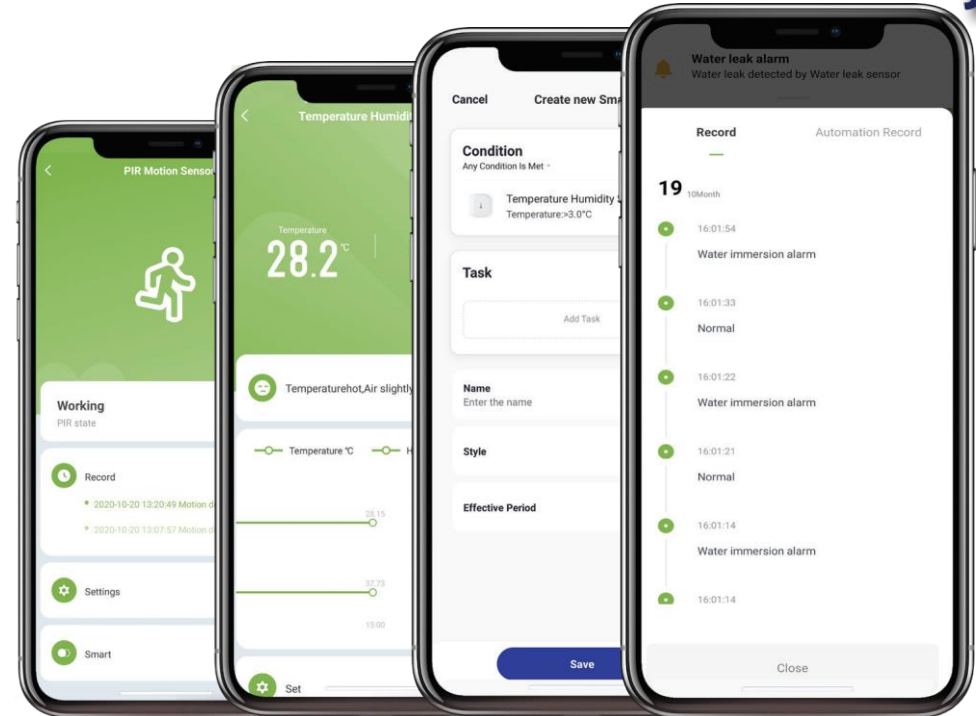 PIR Motion Senso
Working
PIR state
Record
2020-10-20 13:20:49 Motion d
2020-10-20 13:07:57 Motion d
Settings
Smart
Temperature Humidi
Temperature
28.2 °C
Temperaturehot,Air slightly
Temperature °C H
28.15
37.73
13:00
Set
Cancel Create new Sma
Condition
Any Condition Is Met
Temperature Humidity S
Temperature:>3.0°C
Task
Add Task
Name
Enter the name
Style
Effective Period
Save
Water leak alarm
Water leak detected by Water leak sensor
Record Automation Record
19 10Month
16:01:54
Water immersion alarm
16:01:33
Normal
16:01:22
Water immersion alarm
16:01:21
Normal
16:01:14
Water immersion alarm
16:01:14
Close